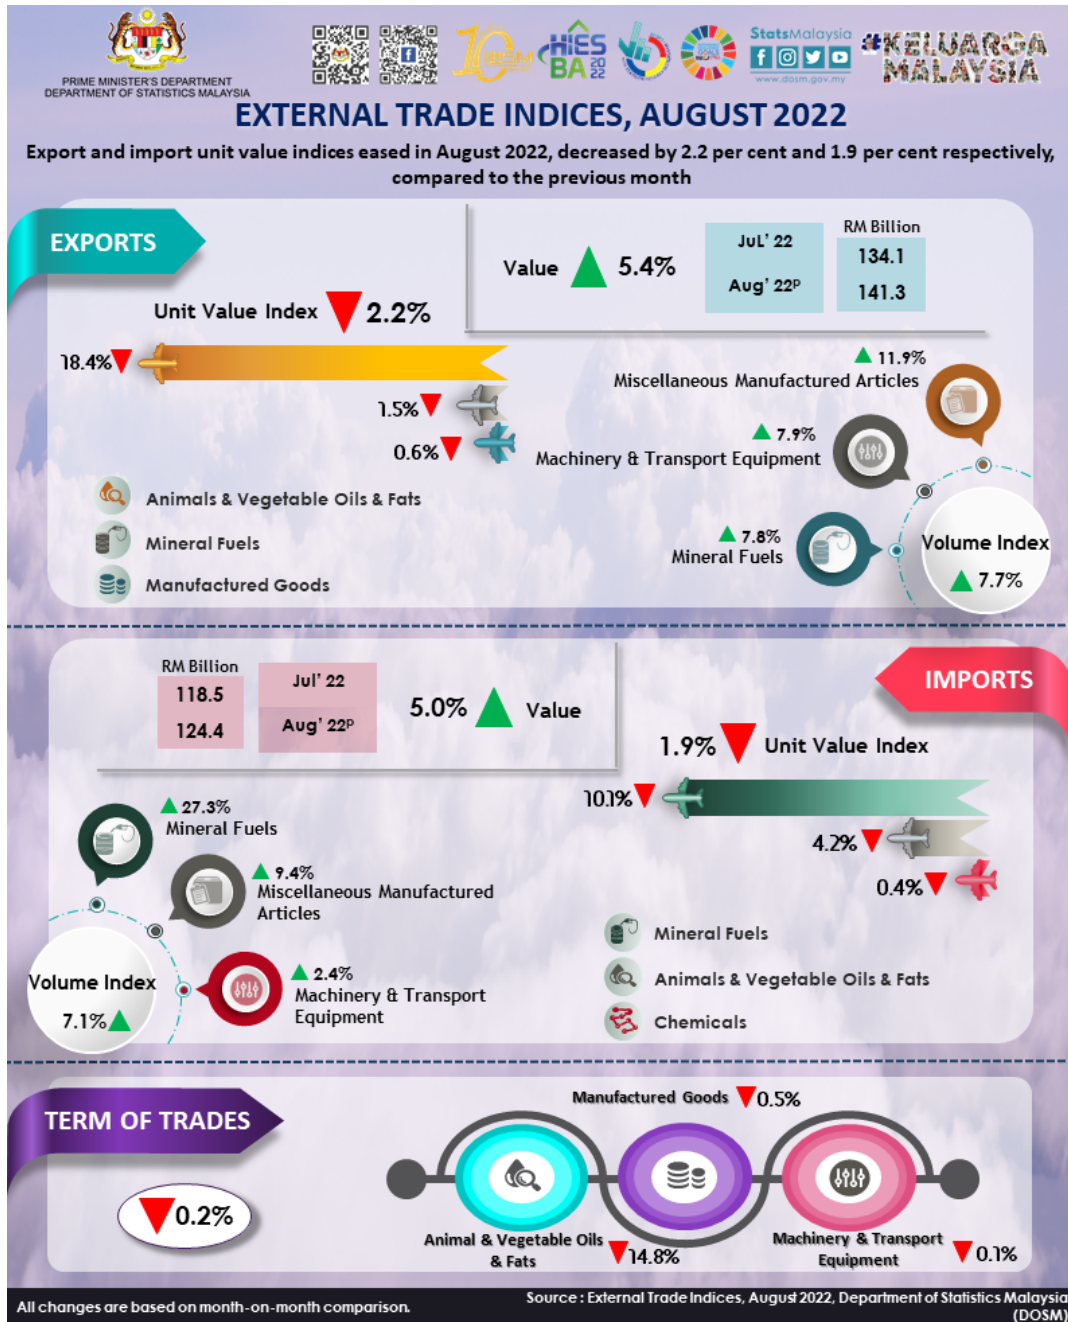 PRIME MINISTER'S DEPARTMENT
DEPARTMENT OF STATISTICS MALAYSIA
HIES
BA
2022
StatsMalaysia
www.dosm.gov.my
#KELUARGA
MALAYSIA
EXTERNAL TRADE INDICES, AUGUST 2022
Export and import unit value indices eased in August 2022, decreased by 2.2 per cent and 1.9 per cent respectively,
compared to the previous month
EXPORTS
Value 5.4%
RM Billion
JuL' 22 134.1
Aug' 22ᵖ 141.3
Unit Value Index 2.2%
18.4%
1.5%
0.6%
Animals & Vegetable Oils & Fats
Mineral Fuels
Manufactured Goods
11.9%
Miscellaneous Manufactured Articles
7.9%
Machinery & Transport Equipment
7.8%
Mineral Fuels
Volume Index
7.7%
IMPORTS
RM Billion
118.5 Jul' 22
124.4 Aug' 22ᵖ
5.0% Value
1.9% Unit Value Index
10.1%
4.2%
0.4%
Mineral Fuels
Animals & Vegetable Oils & Fats
Chemicals
27.3%
Mineral Fuels
9.4%
Miscellaneous Manufactured
Articles
2.4%
Machinery & Transport
Equipment
Volume Index
7.1%
TERM OF TRADES
0.2%
Manufactured Goods 0.5%
Animal & Vegetable Oils
& Fats
14.8%
Machinery & Transport
Equipment
0.1%
All changes are based on month-on-month comparison.
Source : External Trade Indices, August 2022, Department of Statistics Malaysia
(DOSM)